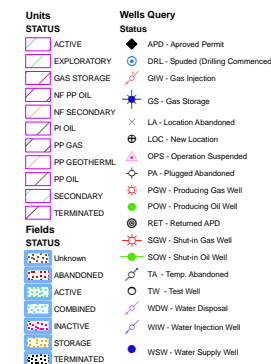 Units
STATUS
ACTIVE
EXPLORATORY
GAS STORAGE
NF PP OIL
NF SECONDARY
PI OIL
PP GAS
PP GEOTHERML
PP OIL
SECONDARY
TERMINATED
Fields
STATUS
Unknown
ABANDONED
ACTIVE
COMBINED
INACTIVE
STORAGE
TERMINATED
Wells Query
Status
APD - Aproved Permit
DRL - Spuded (Drilling Commenced
GIW - Gas Injection
GS - Gas Storage
LA - Location Abandoned
LOC - New Location
OPS - Operation Suspended
PA - Plugged Abandoned
PGW - Producing Gas Well
POW - Producing Oil Well
RET - Returned APD
SGW - Shut-in Gas Well
SOW - Shut-in Oil Well
TA - Temp. Abandoned
TW - Test Well
WDW - Water Disposal
WIW - Water Injection Well
WSW - Water Supply Well